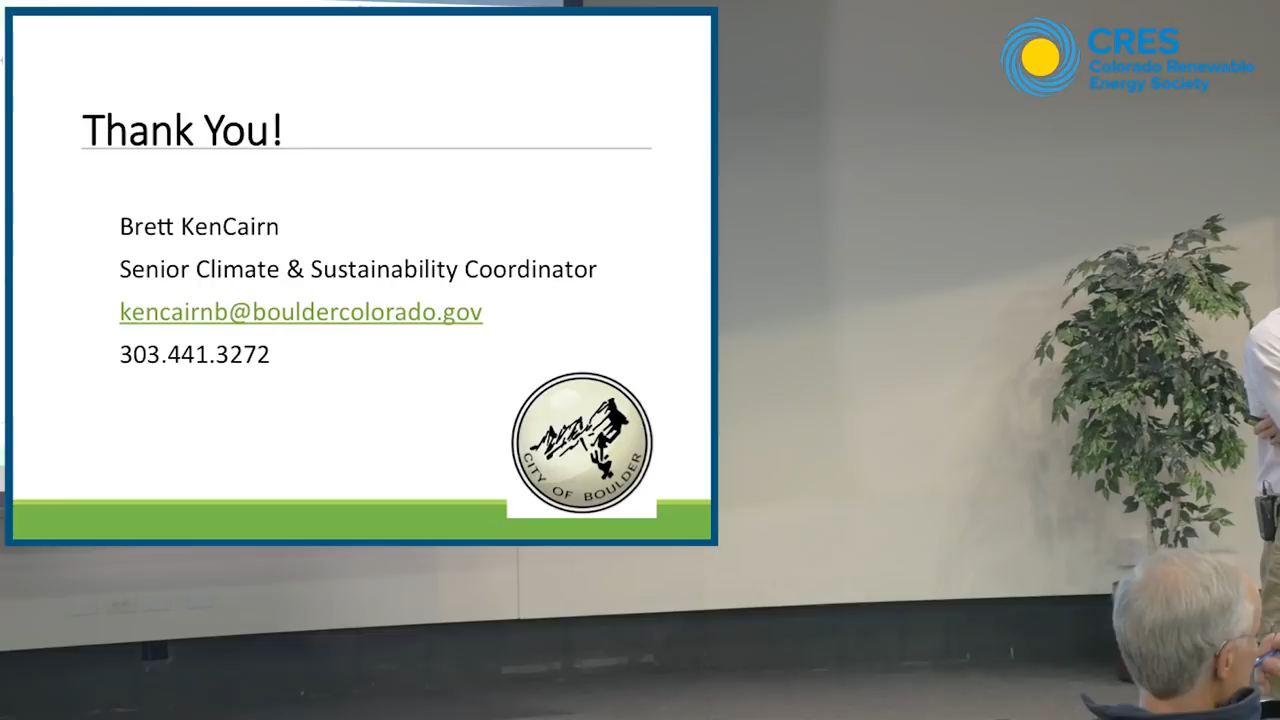 CRES
Colorado Renewable
Energy Society
Thank You!
Brett KenCairn
Senior Climate & Sustainability Coordinator
kencairnb@bouldercolorado.gov
303.441.3272
CITY OF BOULDER